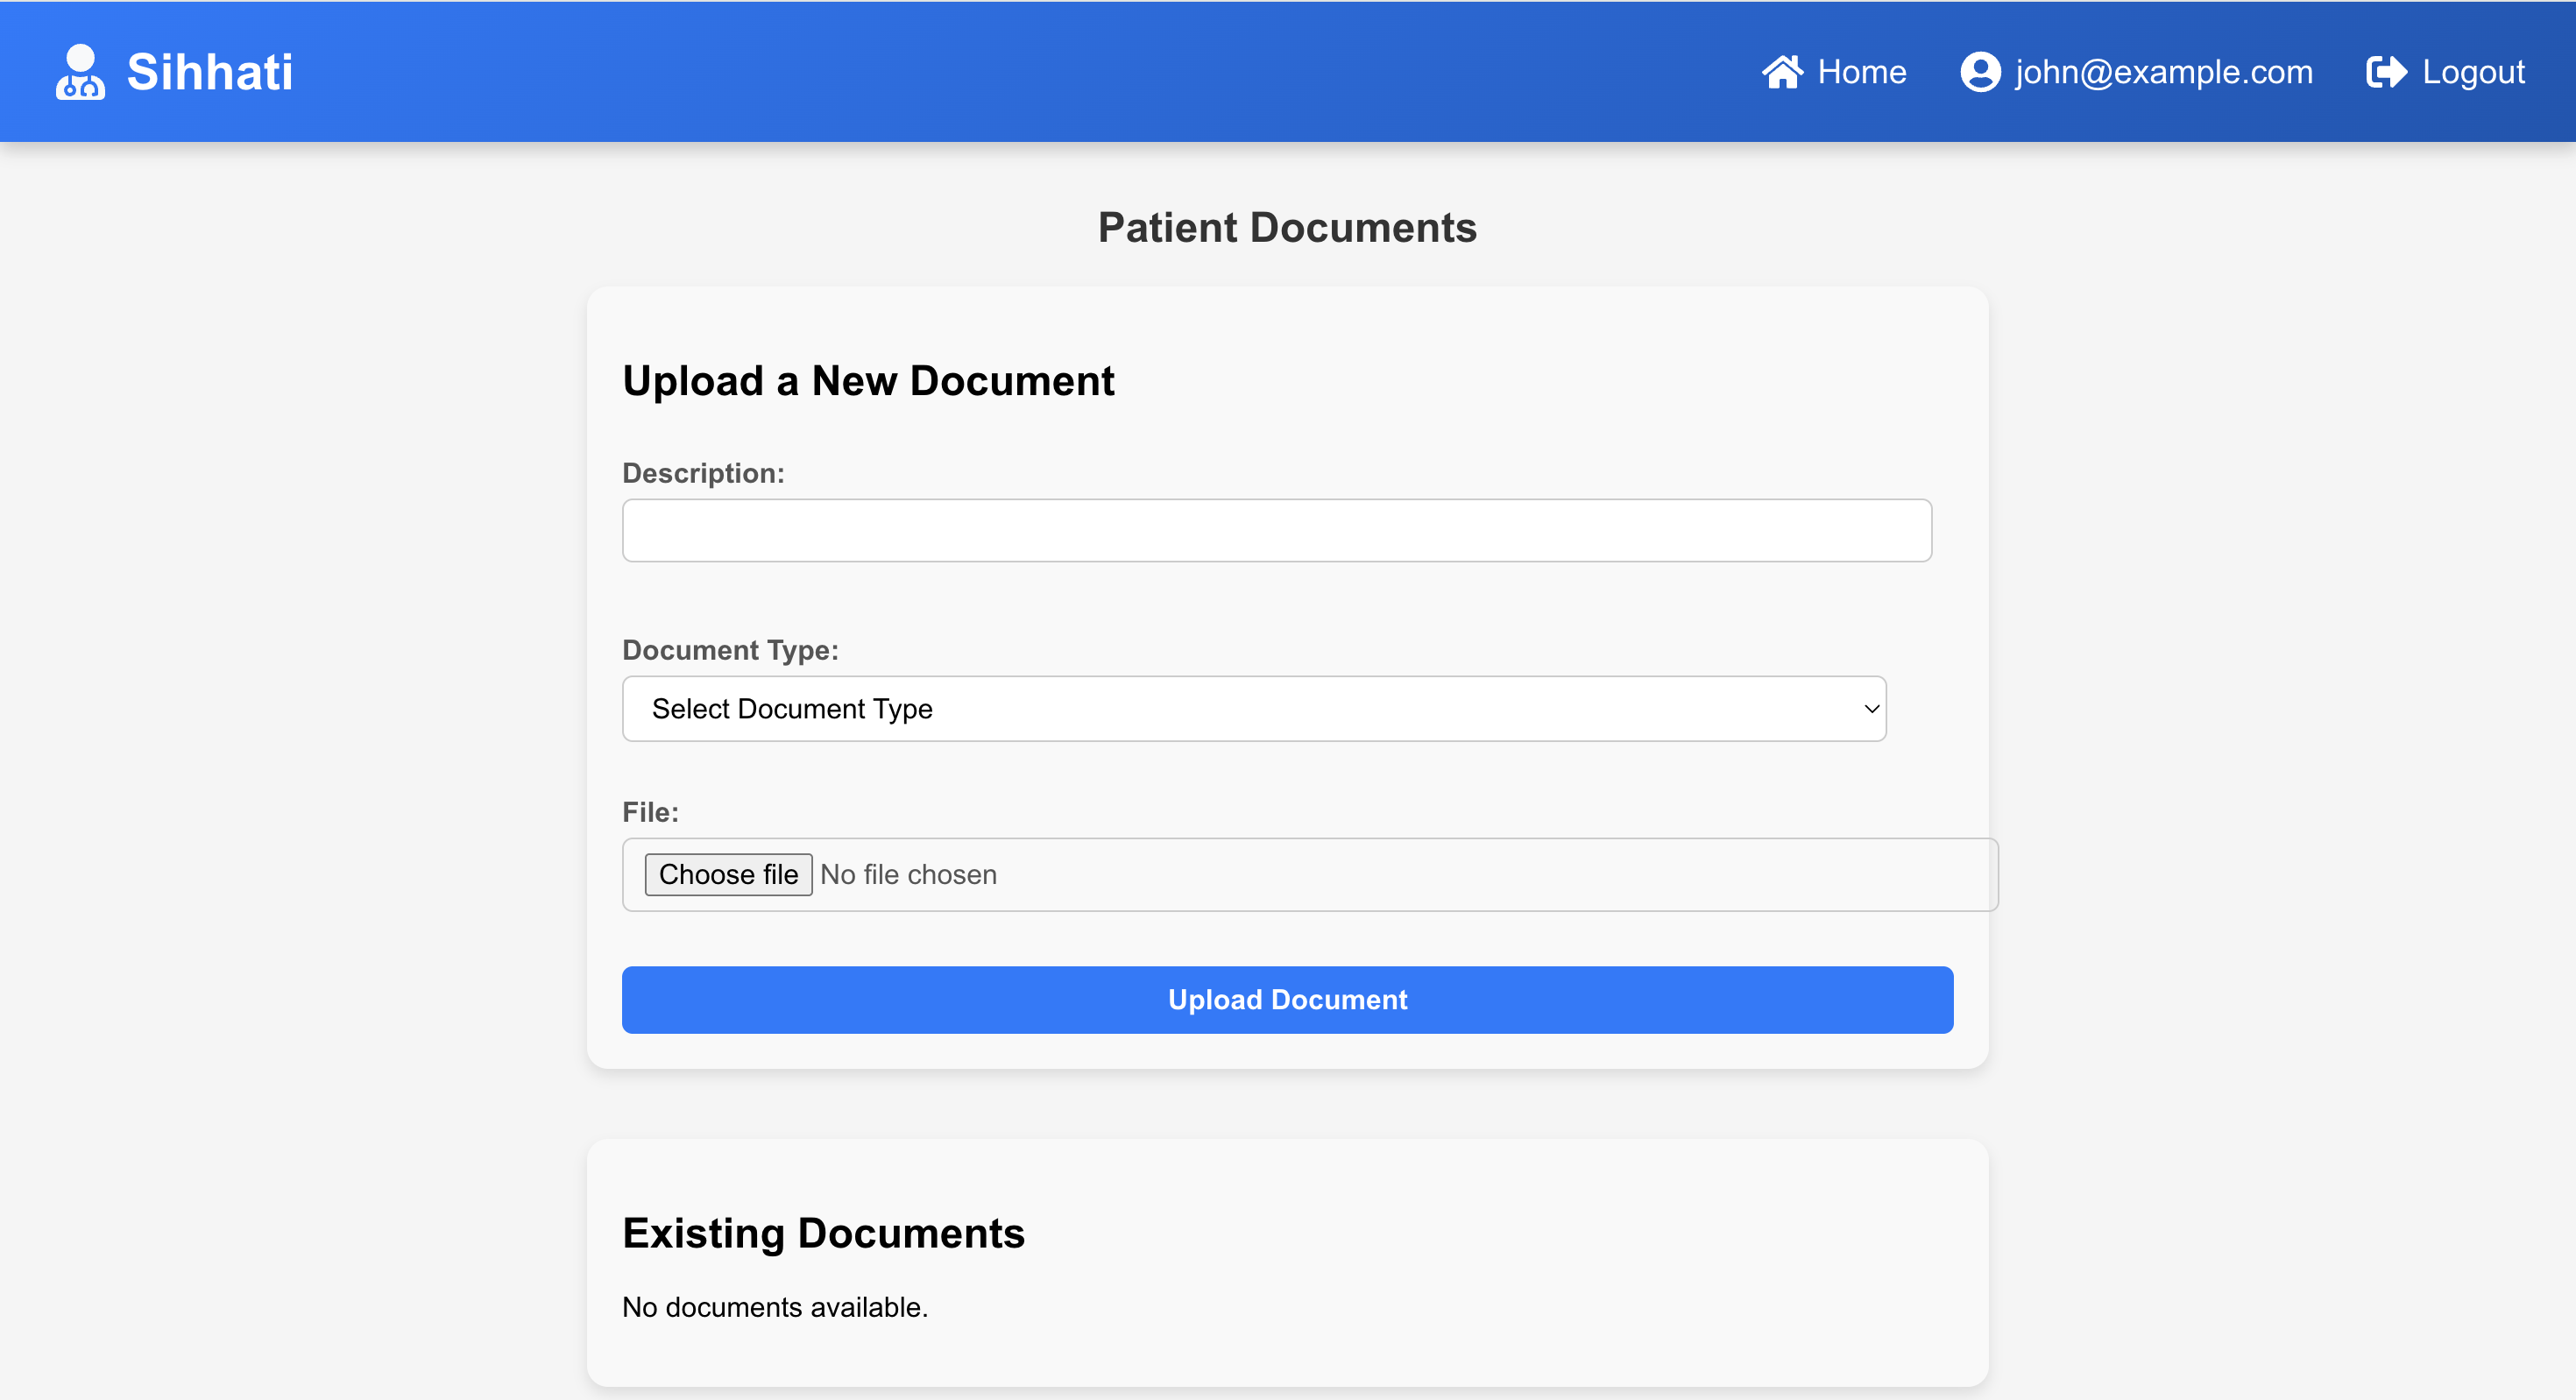 Sihhati
Home
john@example.com
Logout
Patient Documents
Upload a New Document
Description:
Document Type:
Select Document Type
File:
Choose file No file chosen
Upload Document
Existing Documents
No documents available.